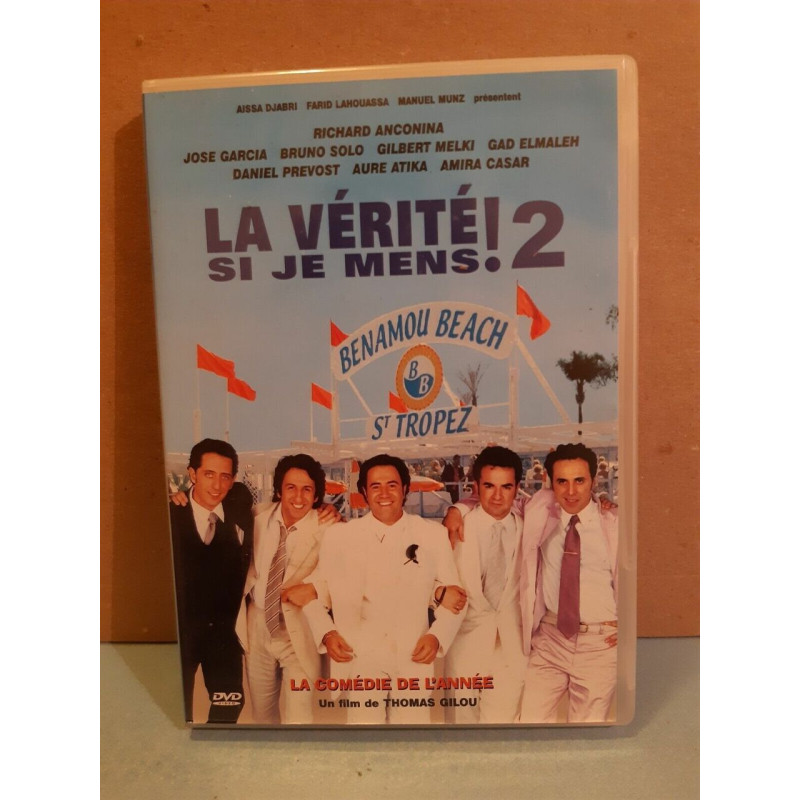 AISSA DJABRI FARID LAHOUASSA MANUEL MUNZ présentent
RICHARD ANCONINA
JOSE GARCIA BRUNO SOLO GILBERT MELKI GAD ELMALEH
DANIEL PREVOST AURE ATIKA AMIRA CASAR
LA VÉRITÉ
SI JE MENS! 2
BENAMOU BEACH
BB
ST TROPEZ
LA COMÉDIE DE L'ANNÉE
Un film de THOMAS GILOU
DVD
VIDEO